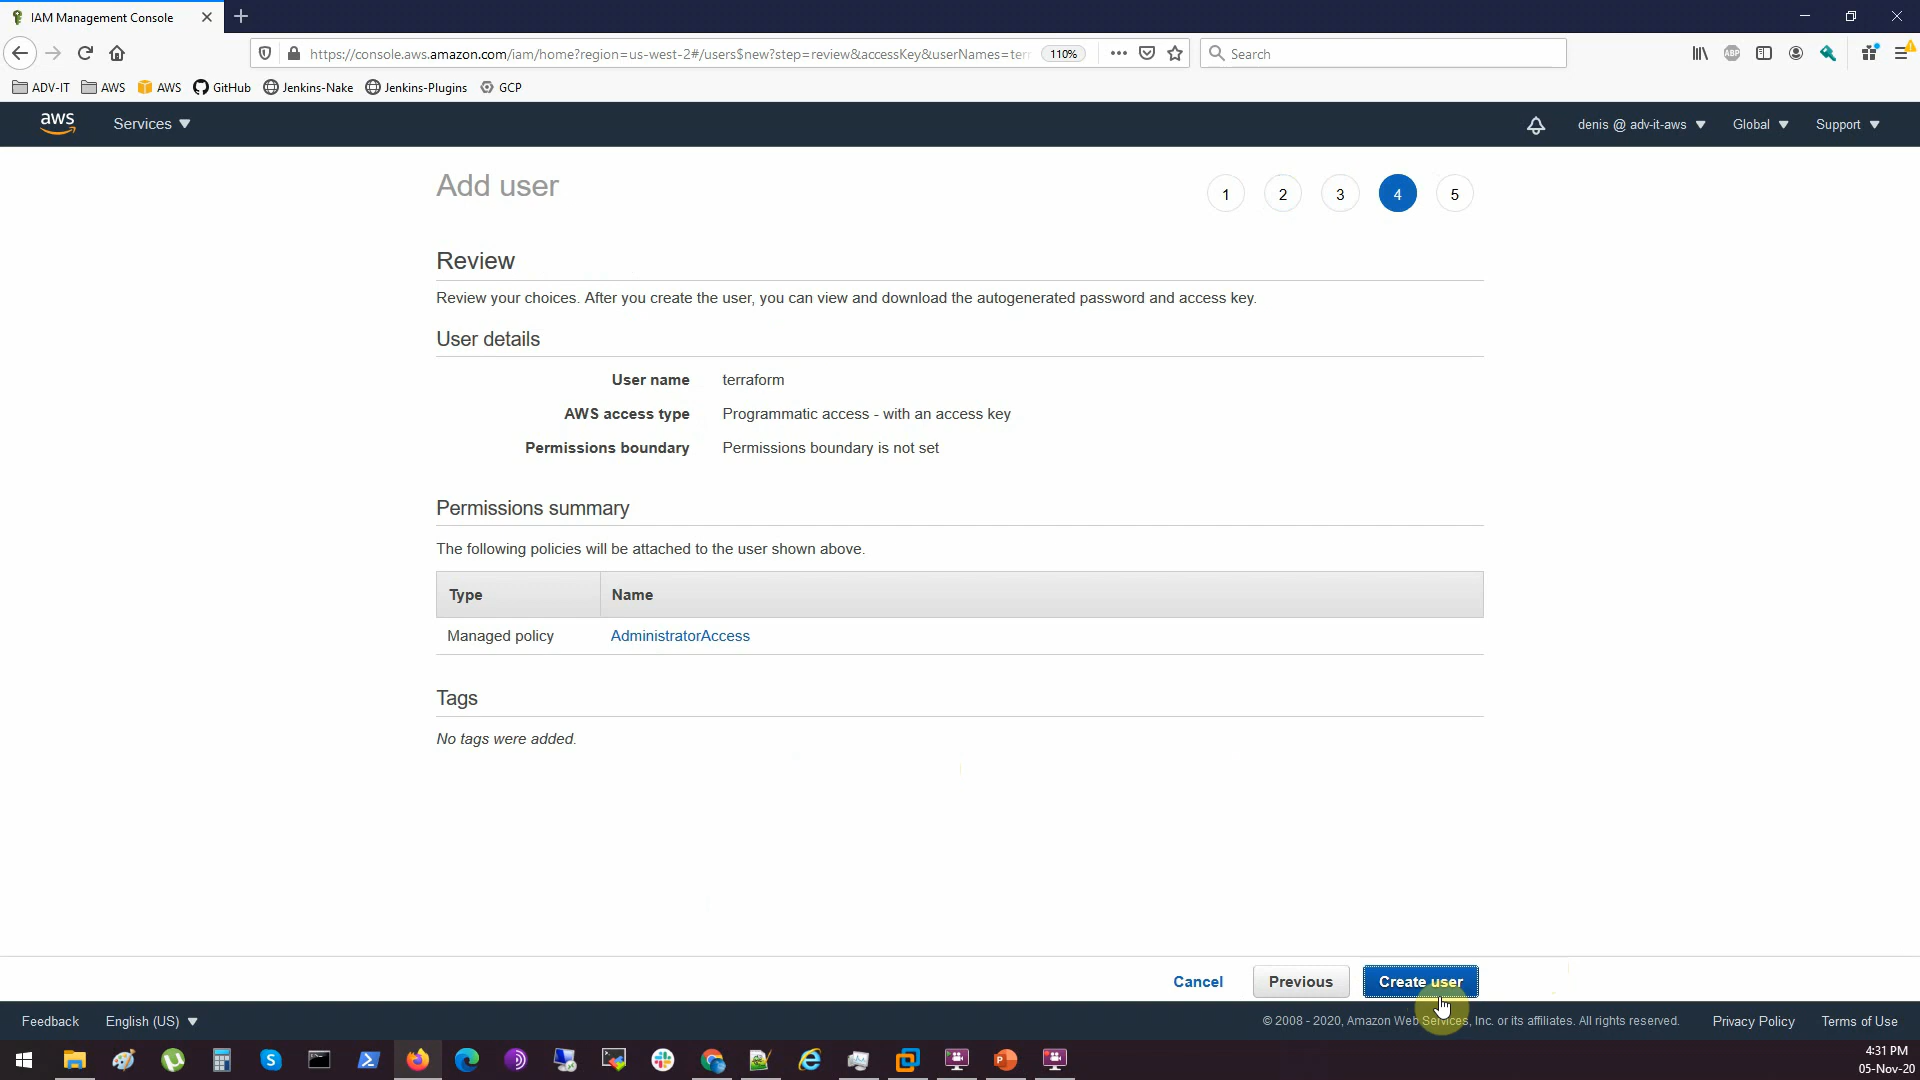 IAM Management Console
https://console.aws.amazon.com/iam/home?region=us-west-2#/users$new?step=review&accessKey&userNames=ter
110%
Search
ADV-IT
AWS
AWS
GitHub
Jenkins-Nake
Jenkins-Plugins
GCP
aws
Services
denis @ adv-it-aws
Global
Support
Add user
1
2
3
4
5
Review
Review your choices. After you create the user, you can view and download the autogenerated password and access key.
User details
User name terraform
AWS access type Programmatic access - with an access key
Permissions boundary Permissions boundary is not set
Permissions summary
The following policies will be attached to the user shown above.
Type Name
Managed policy AdministratorAccess
Tags
No tags were added.
Cancel
Previous
Create user
Feedback
English (US)
© 2008 - 2020, Amazon Web Services, Inc. or its affiliates. All rights reserved.
Privacy Policy
Terms of Use
4:31 PM
05-Nov-20